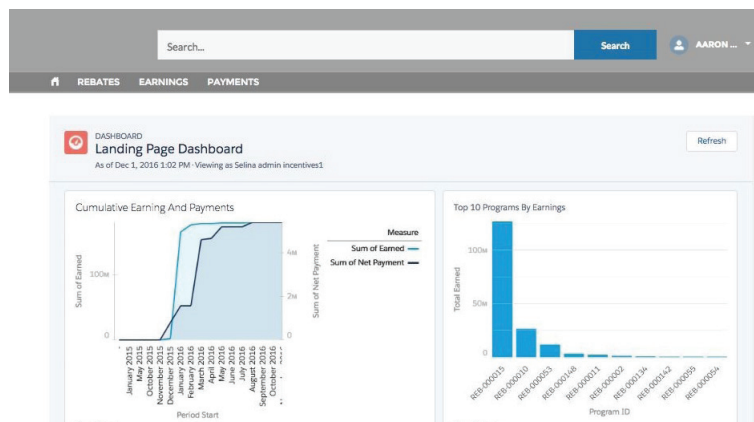 Search...
Search
AARON ...
REBATES EARNINGS PAYMENTS
DASHBOARD
Landing Page Dashboard
As of Dec 1, 2016 1:02 PM·Viewing as Selina admin incentives1
Refresh
Cumulative Earning And Payments
Measure
Sum of Earned
Sum of Net Payment
Sum of Earned
100M
0
Sum of Net Payment
4M
2M
0
January 2015
May 2015
October 2015
November 2015
December 2015
January 2016
February 2016
March 2016
April 2016
May 2016
June 2016
July 2016
August 2016
September 2016
October 2016
Period Start
Top 10 Programs By Earnings
Total Earned
100M
50M
0
REB-000015
REB-000010
REB-000053
REB-000148
REB-000011
REB-000002
REB-000134
REB-000142
REB-000055
REB-000054
Program ID